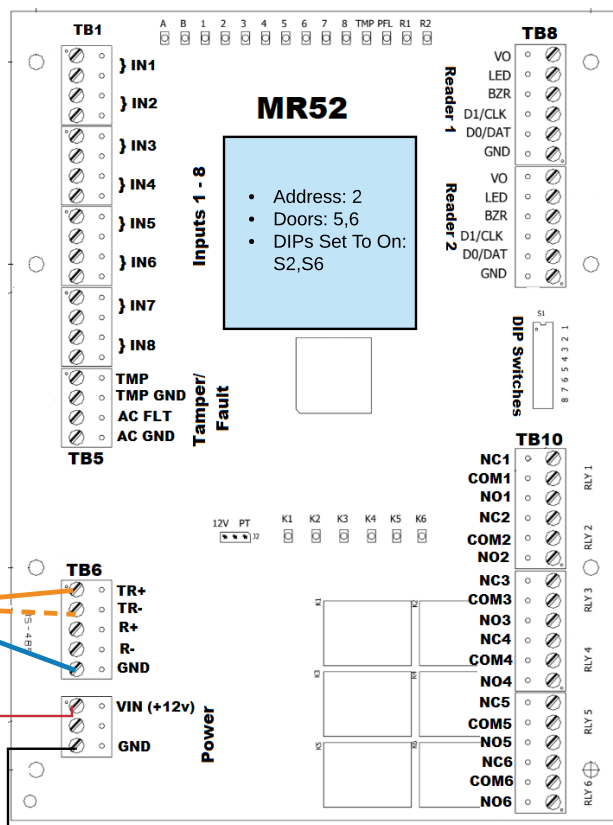 TB1
A B 1 2 3 4 5 6 7 8 TMP PFL R1 R2
TB8
} IN1
} IN2
} IN3
} IN4
} IN5
} IN6
} IN7
} IN8
Inputs 1 - 8
TMP
TMP GND
AC FLT
AC GND
Tamper/
Fault
TB5
MR52
• Address: 2
• Doors: 5,6
• DIPs Set To On:
S2,S6
Reader 1
VO
LED
BZR
D1/CLK
D0/DAT
GND
Reader 2
VO
LED
BZR
D1/CLK
D0/DAT
GND
S1
DIP Switches
8 7 6 5 4 3 2 1
TB10
NC1
COM1
NO1
NC2
COM2
NO2
NC3
COM3
NO3
NC4
COM4
NO4
NC5
COM5
NO5
NC6
COM6
NO6
RLY 1
RLY 2
RLY 3
RLY 4
RLY 5
RLY 6
12V PT
J2
K1 K2 K3 K4 K5 K6
K1
K2
K3
K4
K5
K6
TB6
TR+
TR-
R+
R-
GND
VIN (+12v)
GND
Power